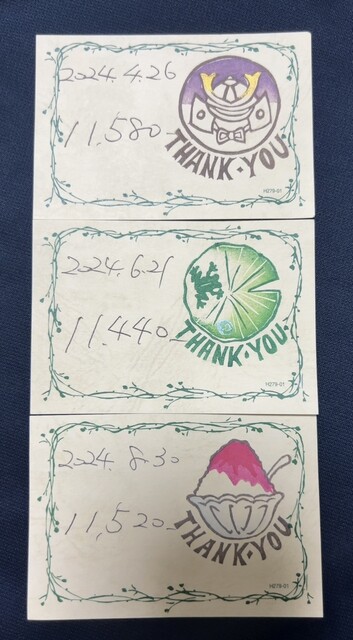 2024.4.26
11,580-
THANK・YOU・
H279-01
2024.6.21
11,440-
THANK・YOU・
H279-01
2024. 8.30
11,520-
THANK・YOU
H279-01